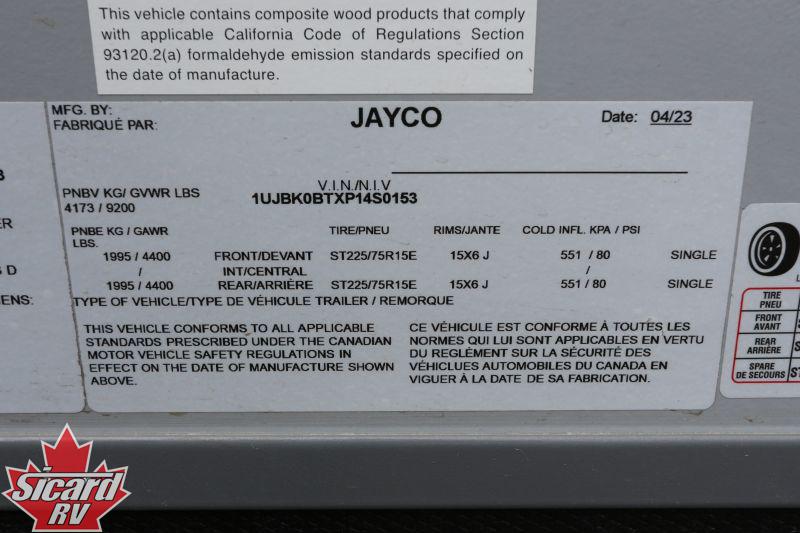 This vehicle contains composite wood products that comply
with applicable California Code of Regulations Section
93120.2(a) formaldehyde emission standards specified on
the date of manufacture.
MFG. BY:
FABRIQUÉ PAR:
JAYCO
Date: 04/23
V.I.N./N.I.V
PNBV KG/ GVWR LBS
4173 / 9200
1UJBK0BTXP14S0153
PNBE KG / GAWR
LBS.
TIRE/PNEU RIMS/JANTE COLD INFL. KPA / PSI
1995 / 4400 FRONT/DEVANT ST225/75R15E 15X6 J 551 / 80 SINGLE
/ INT/CENTRAL /
1995 / 4400 REAR/ARRIÈRE ST225/75R15E 15X6 J 551 / 80 SINGLE
TYPE OF VEHICLE/TYPE DE VÉHICULE TRAILER / REMORQUE
THIS VEHICLE CONFORMS TO ALL APPLICABLE
STANDARDS PRESCRIBED UNDER THE CANADIAN
MOTOR VEHICLE SAFETY REGULATIONS IN
EFFECT ON THE DATE OF MANUFACTURE SHOWN
ABOVE.
CE VÉHICULE EST CONFORME À TOUTES LES
NORMES QUI LUI SONT APPLICABLES EN VERTU
DU REGLÉMENT SUR LA SÉCURITÉ DES
VÉHICLUES AUTOMOBILES DU CANADA EN
VIGUER À LA DATE DE SA FABRICATION.
TIRE
PNEU
FRONT
AVANT
REAR
ARRIÈRE
SPARE
DE SECOURS
Sicard
RV